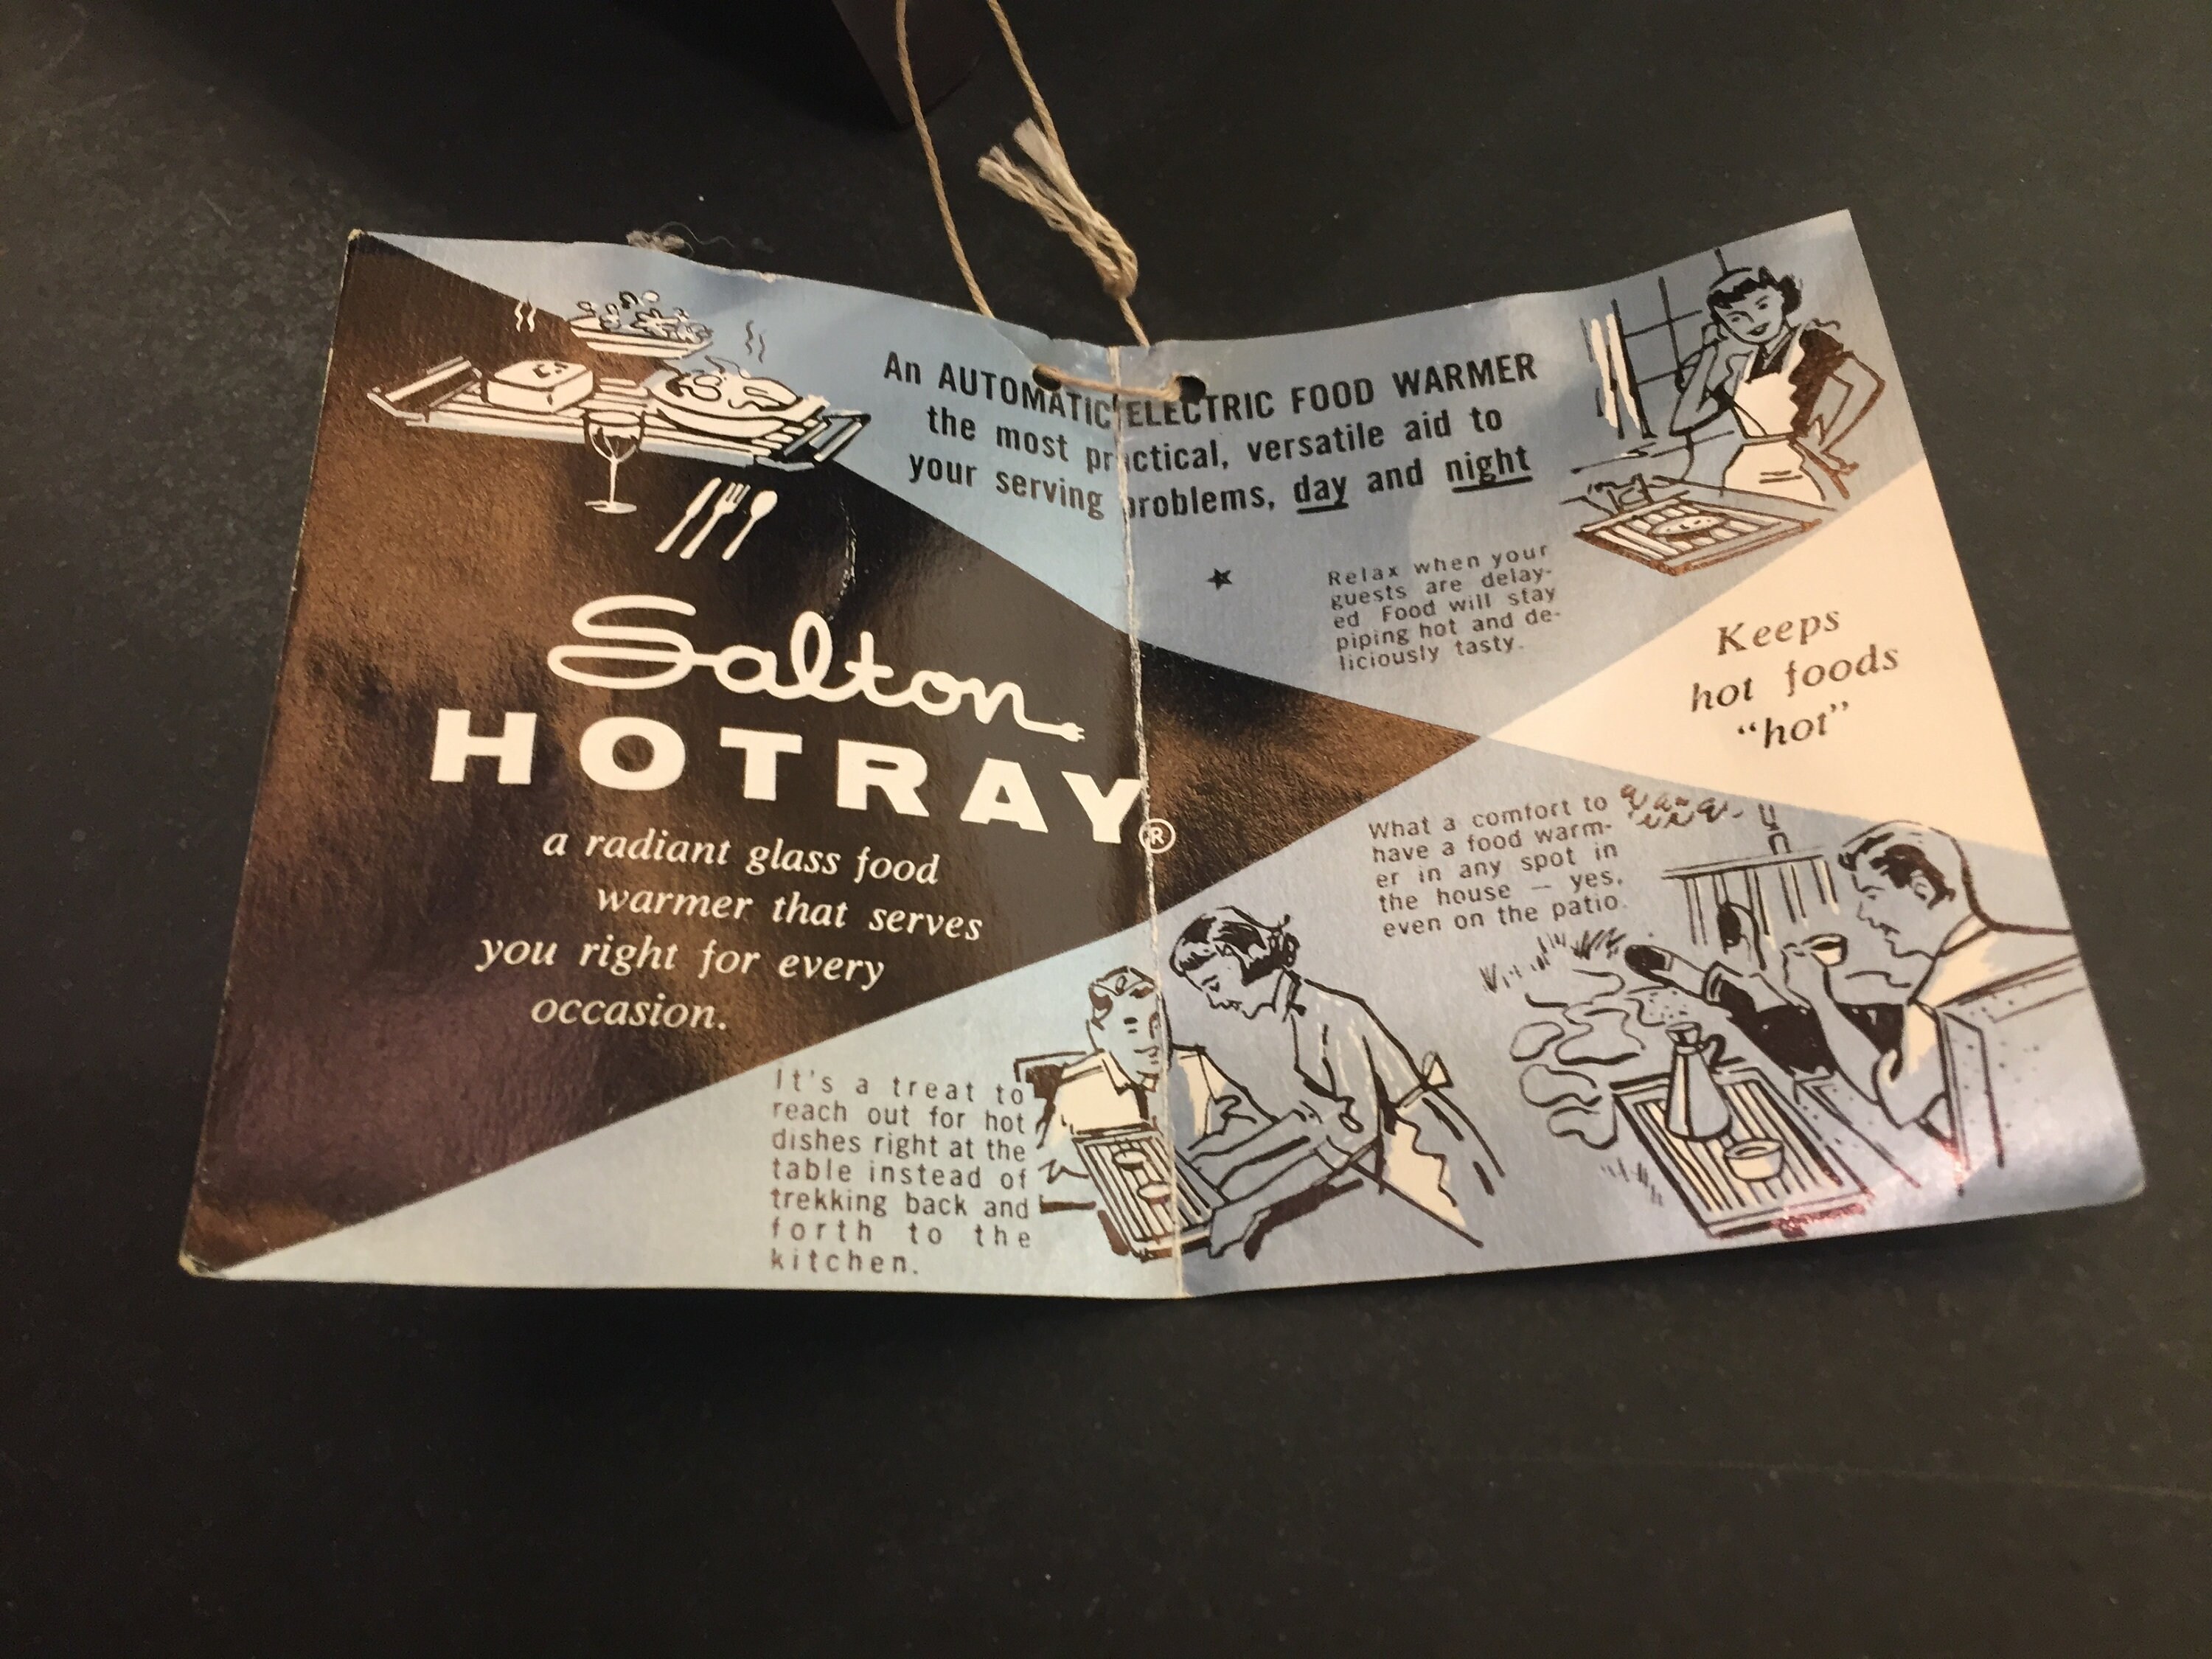 An AUTOMATIC ELECTRIC FOOD WARMER
the most practical, versatile aid to
your serving problems, day and night
Salton
HOTRAY®
a radiant glass food
warmer that serves
you right for every
occasion.
Relax when your
guests are delay-
ed Food will stay
piping hot and de-
liciously tasty.
Keeps
hot foods
"hot"
What a comfort to
have a food warm-
er in any spot in
the house — yes,
even on the patio.
It's a treat to
reach out for hot
dishes right at the
table instead of
trekking back and
forth to the
kitchen.